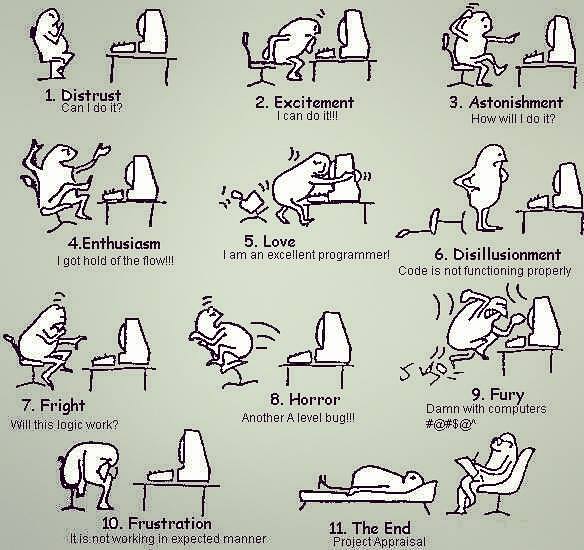 1. Distrust
Can I do it?
2. Excitement
I can do it!!!
3. Astonishment
How will I do it?
4.Enthusiasm
I got hold of the flow!!!
5. Love
I am an excellent programmer!
6. Disillusionment
Code is not functioning properly
7. Fright
Will this logic work?
8. Horror
Another A level bug!!!
9. Fury
Damn with computers
#@#$@^
10. Frustration
It is not working in expected manner
11. The End
Project Appraisal